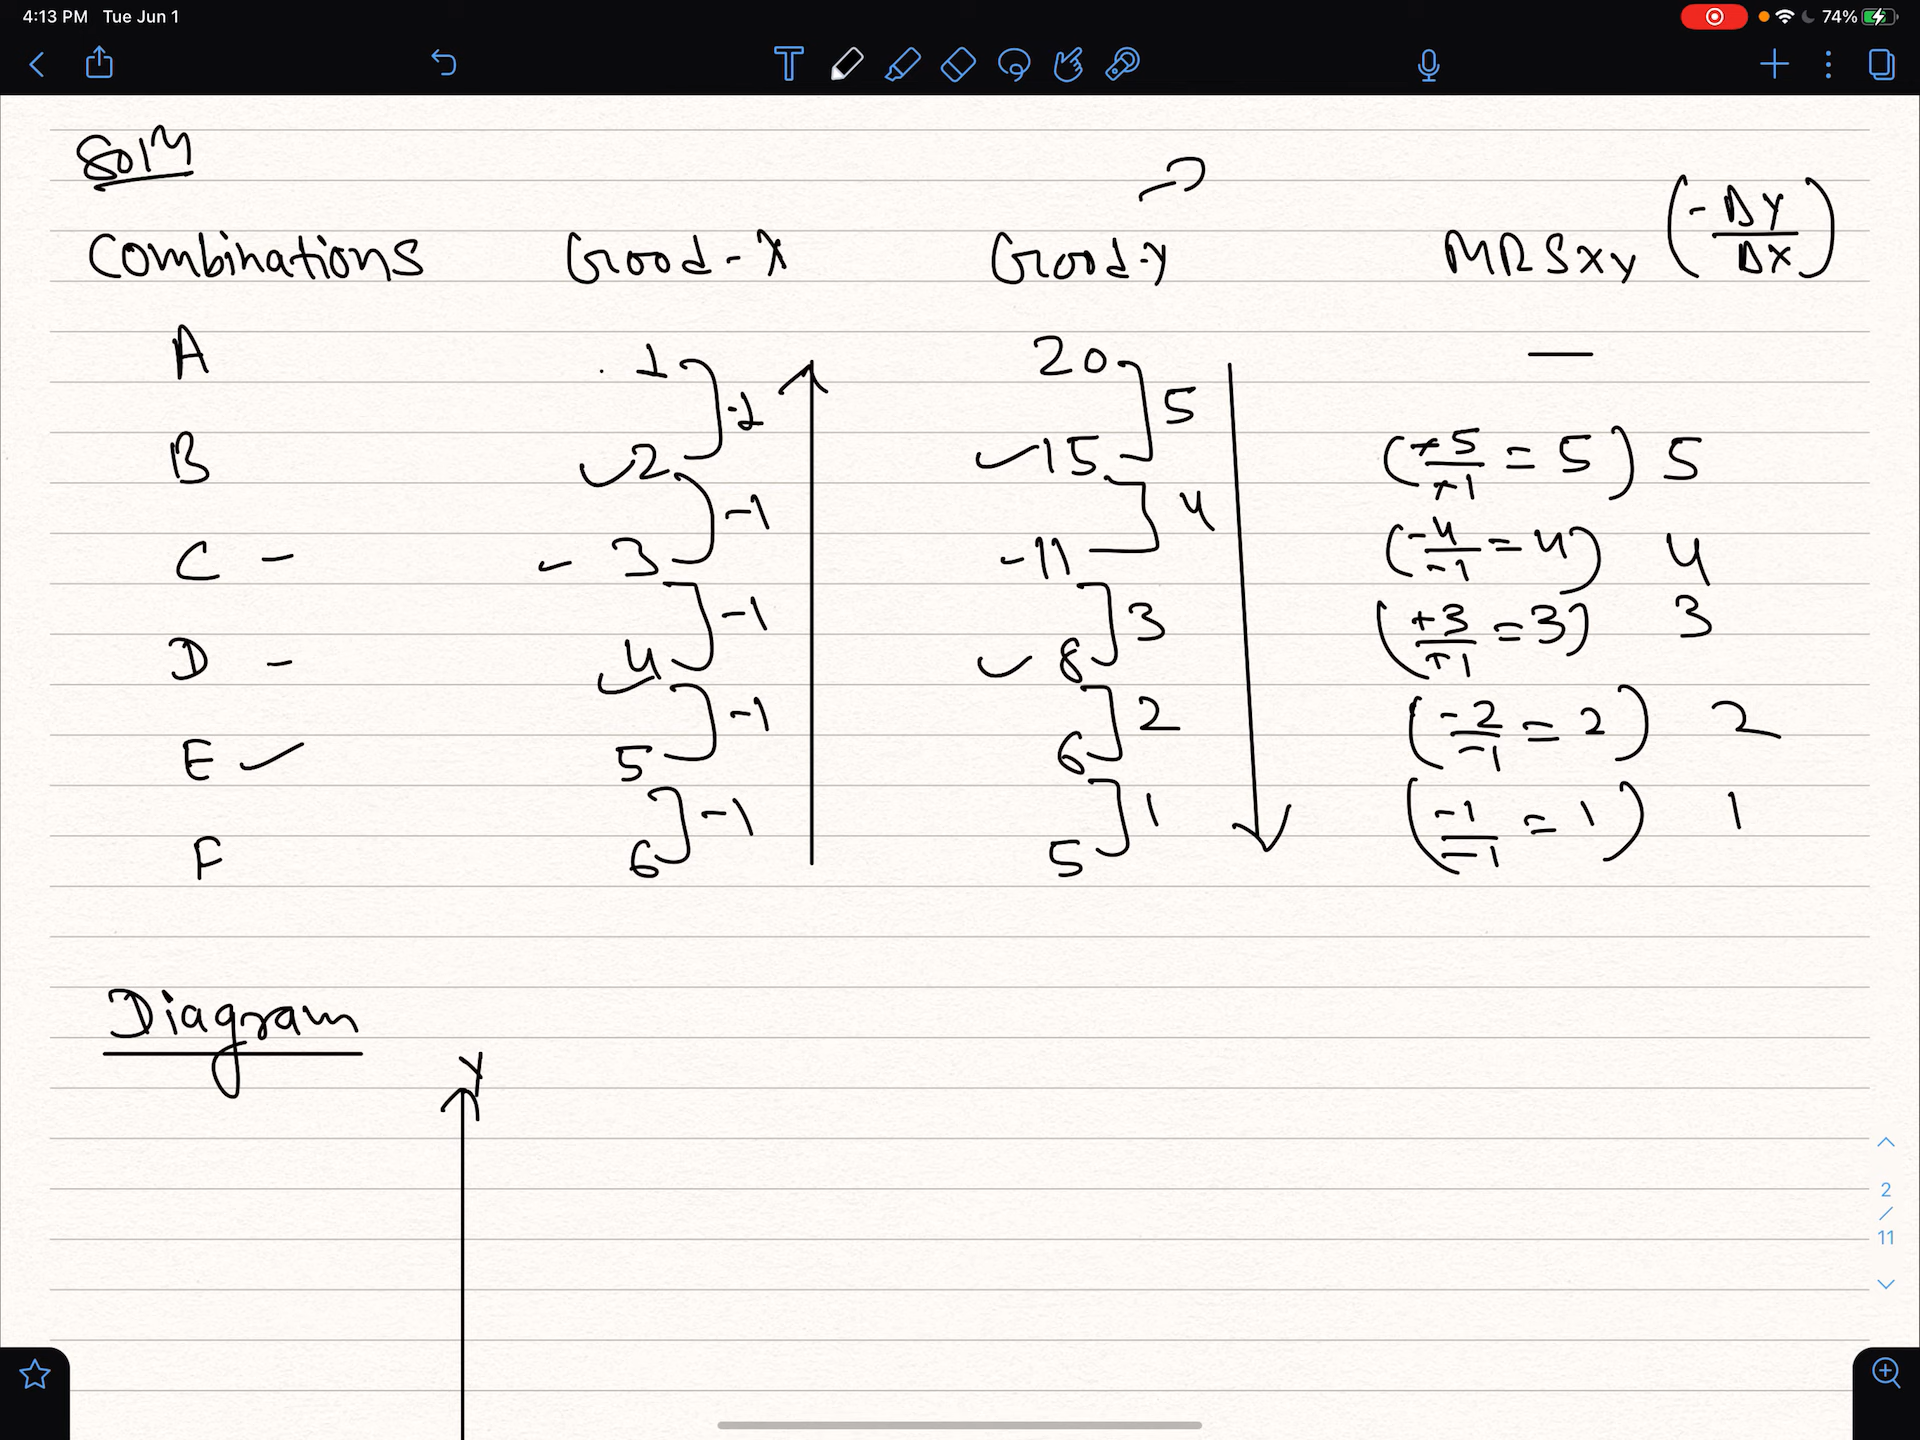 4:13 PM Tue Jun 1
74%
Soln
Combinations Good-X Good-Y MRSxy (-ΔY/ΔX)
A 1 20 —
-1 5
B 2 15 (+5/+1 = 5) 5
-1 4
C - - 3 -11 (-4/-1 = 4) 4
-1 3
D - 4 8 (+3/+1 = 3) 3
-1 2
E 5 6 (-2/-1 = 2) 2
-1 1
F 6 5 (-1/-1 = 1) 1
Diagram
Y
2
/
11